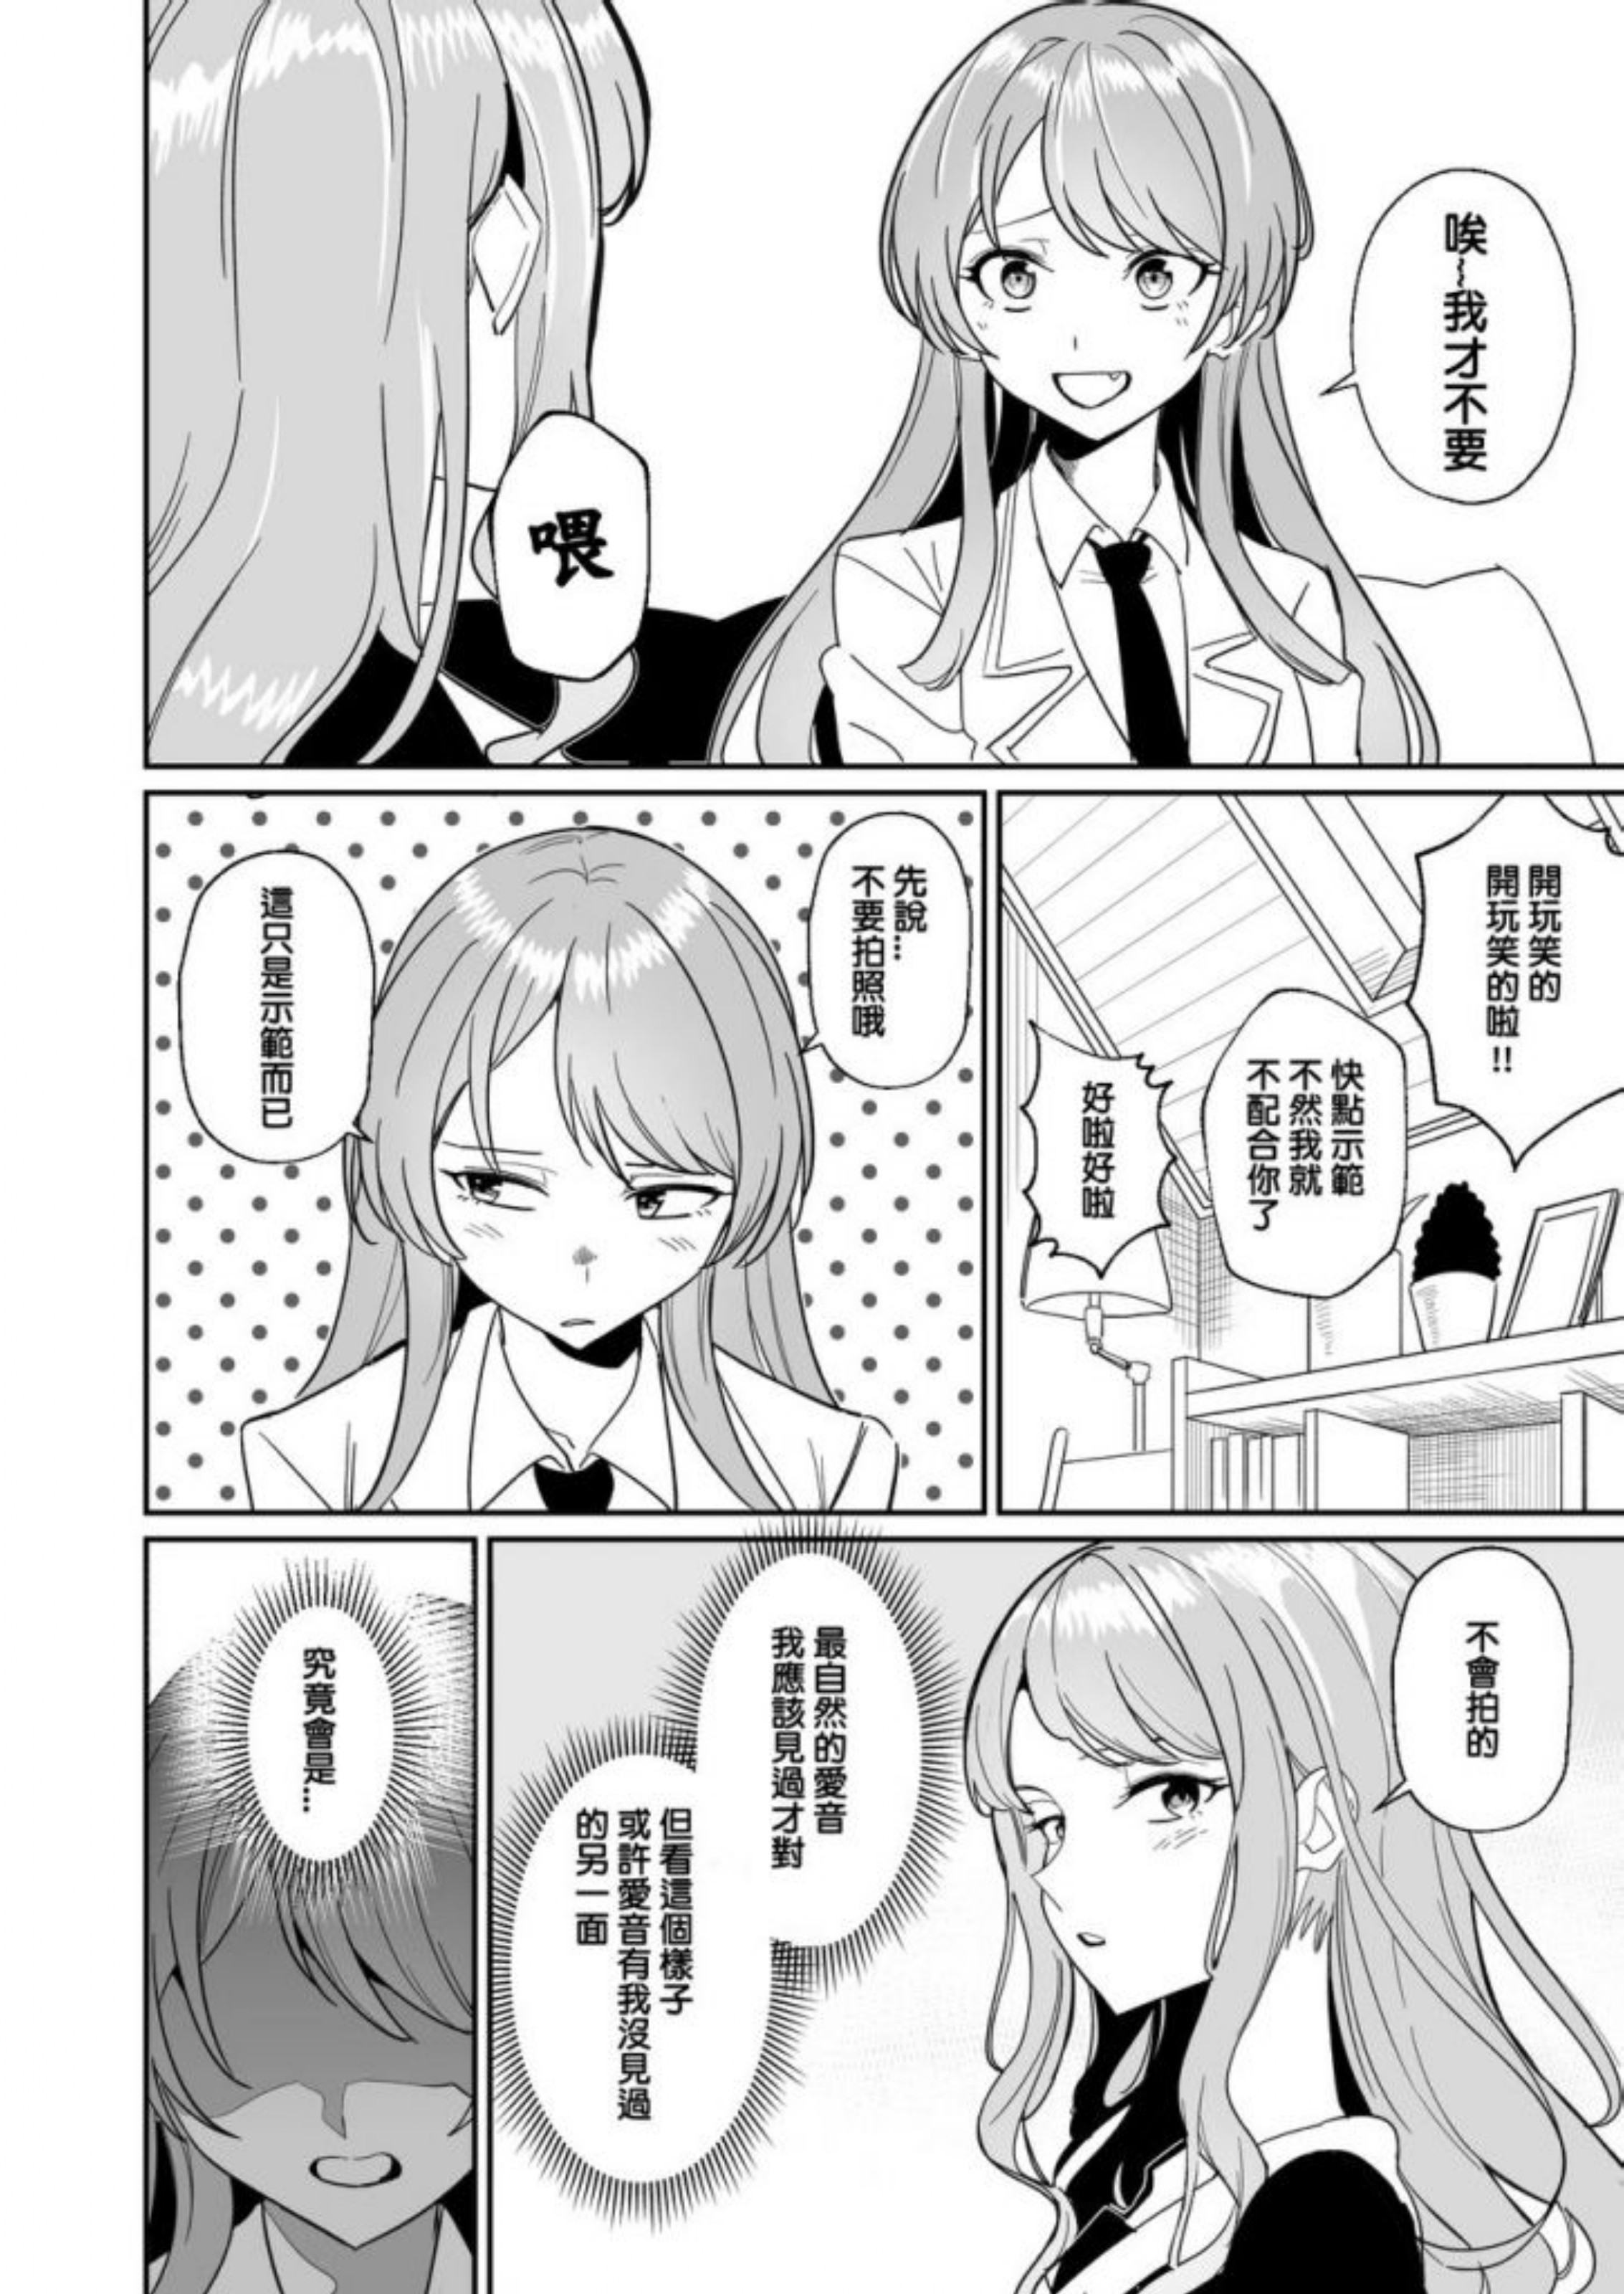 唉~我才不要
喂
開玩笑的
開玩笑的啦!!
快點示範
不然我就
不配合你了
好啦好啦
先說...
不要拍照哦
這只是示範而已
不會拍的
最自然的愛音
我應該見過才對
但看這個樣子
或許愛音有我沒見過
的另一面
究竟會是...